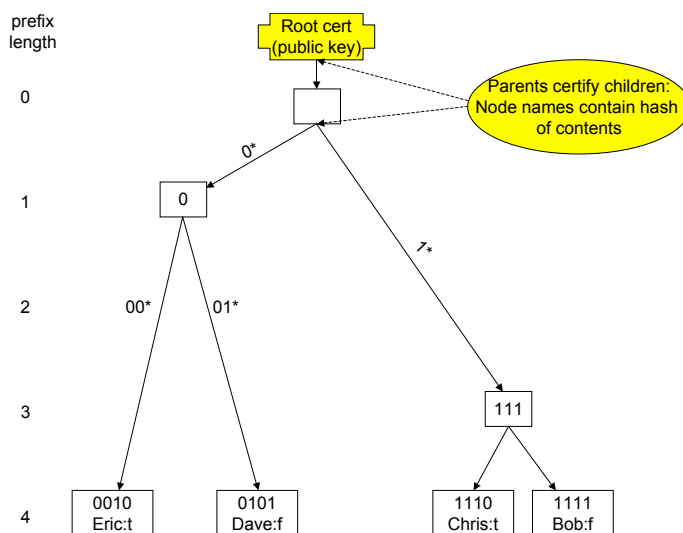 prefix
length
Root cert
(public key)
0
Parents certify children:
Node names contain hash
of contents
0*
1
0
1*
2
00*
01*
3
111
4
0010
Eric:t
0101
Dave:f
1110
Chris:t
1111
Bob:f